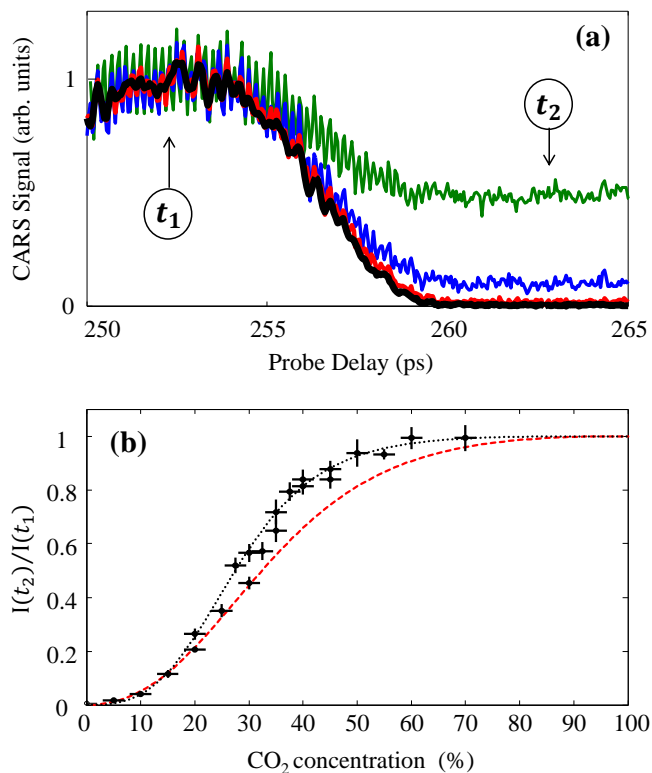 (a)
CARS Signal (arb. units)
1
0
t₁
t₂
250 255 260 265
Probe Delay (ps)
(b)
I(t₂)/I(t₁)
1
0.8
0.6
0.4
0.2
0
0 10 20 30 40 50 60 70 80 90 100
CO₂ concentration (%)